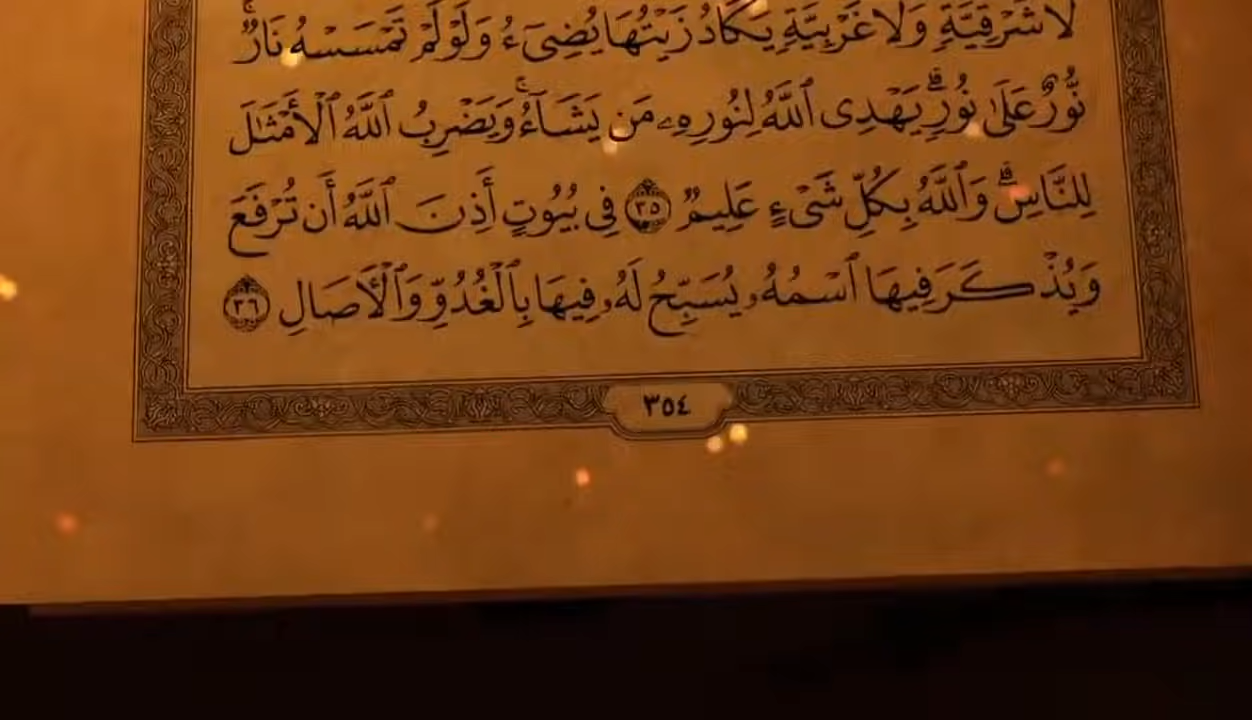 لَّا شَرْقِيَّةٍ وَلَا غَرْبِيَّةٍ يَكَادُ زَيْتُهَا يُضِىٓءُ وَلَوْ لَمْ تَمْسَسْهُ نَارٌۚ
نُّورٌ عَلَىٰ نُورٍۗ يَهْدِى ٱللَّهُ لِنُورِهِۦ مَن يَشَآءُۚ وَيَضْرِبُ ٱللَّهُ ٱلْأَمْثَٰلَ
لِلنَّاسِۗ وَٱللَّهُ بِكُلِّ شَىْءٍ عَلِيمٌ ٣٥ فِى بُيُوتٍ أَذِنَ ٱللَّهُ أَن تُرْفَعَ
وَيُذْكَرَ فِيهَا ٱسْمُهُۥ يُسَبِّحُ لَهُۥ فِيهَا بِٱلْغُدُوِّ وَٱلْءَاصَالِ ٣٦
٣٥٤